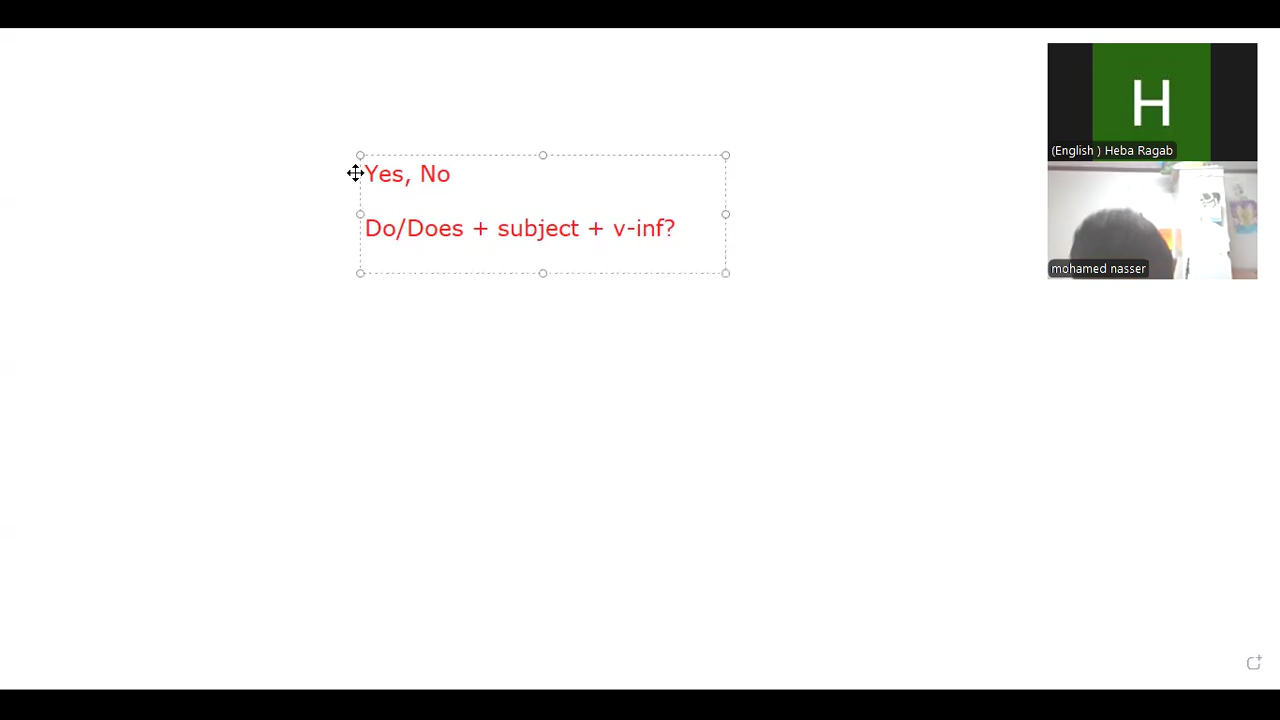 H
(English ) Heba Ragab
Yes, No
Do/Does + subject + v-inf?
mohamed nasser